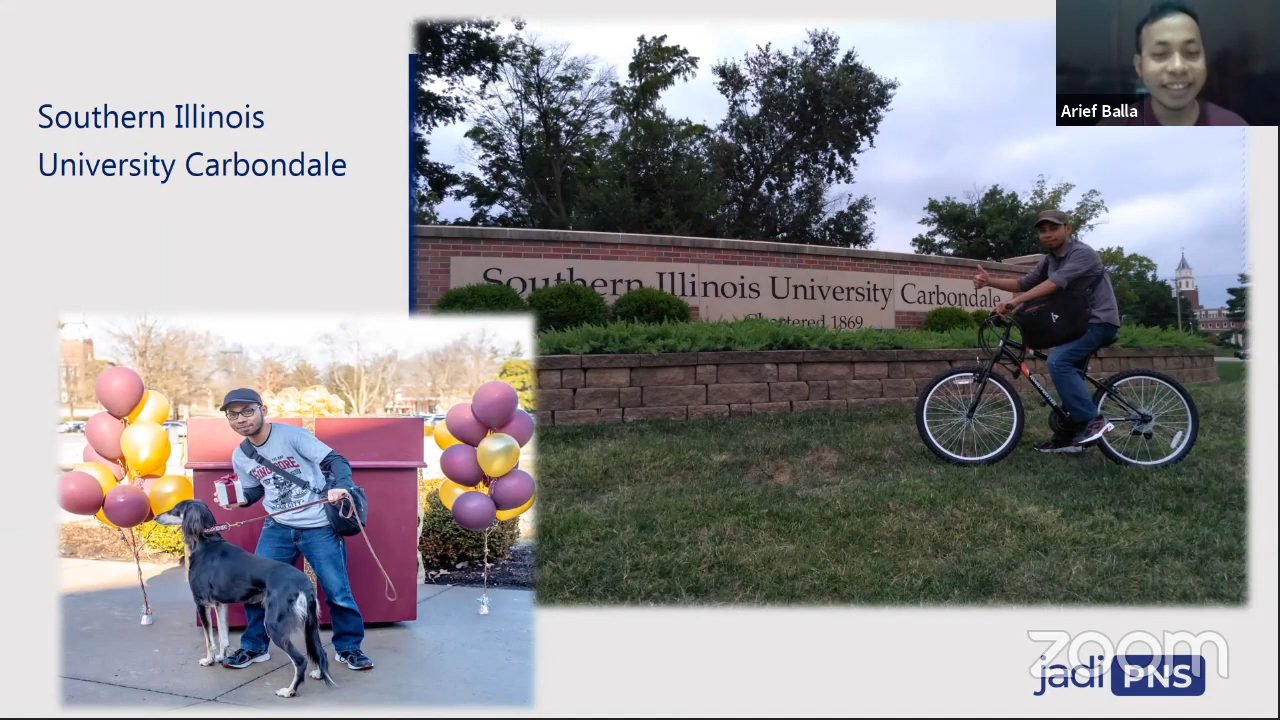 Southern Illinois
University Carbondale
Arief Balla
Southern Illinois University Carbondale
Chartered 1869
zoom
jadi PNS